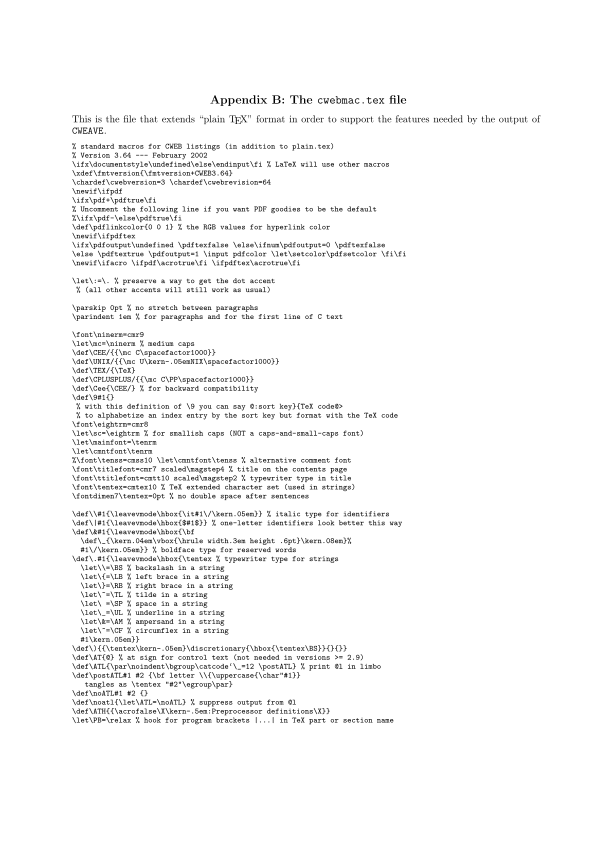 Appendix B: The cwebmac.tex file
This is the file that extends “plain TEX” format in order to support the features needed by the output of
CWEAVE.
% standard macros for CWEB listings (in addition to plain.tex)
% Version 3.64 --- February 2002
\ifx\documentstyle\undefined\else\endinput\fi % LaTeX will use other macros
\xdef\fmtversion{\fmtversion+CWEB3.64}
\chardef\cwebversion=3 \chardef\cwebrevision=64
\newif\ifpdf
\ifx\pdf+\pdftrue\fi
% Uncomment the following line if you want PDF goodies to be the default
%\ifx\pdf-\else\pdftrue\fi
\def\pdflinkcolor{0 0 1} % the RGB values for hyperlink color
\newif\ifpdftex
\ifx\pdfoutput\undefined \pdftexfalse \else\ifnum\pdfoutput=0 \pdftexfalse
\else \pdftextrue \pdfoutput=1 \input pdfcolor \let\setcolor\pdfsetcolor \fi\fi
\newif\ifacro \ifpdf\acrotrue\fi \ifpdftex\acrotrue\fi
\let\:=\. % preserve a way to get the dot accent
% (all other accents will still work as usual)
\parskip 0pt % no stretch between paragraphs
\parindent 1em % for paragraphs and for the first line of C text
\font\ninerm=cmr9
\let\mc=\ninerm % medium caps
\def\CEE/{{\mc C\spacefactor1000}}
\def\UNIX/{{\mc U\kern-.05emNIX\spacefactor1000}}
\def\TEX/{\TeX}
\def\CPLUSPLUS/{{\mc C\PP\spacefactor1000}}
\def\Cee{\CEE/} % for backward compatibility
\def\9#1{}
% with this definition of \9 you can say @:sort key}{TeX code@>
% to alphabetize an index entry by the sort key but format with the TeX code
\font\eightrm=cmr8
\let\sc=\eightrm % for smallish caps (NOT a caps-and-small-caps font)
\let\mainfont=\tenrm
\let\cmntfont\tenrm
%\font\tenss=cmss10 \let\cmntfont\tenss % alternative comment font
\font\titlefont=cmr7 scaled\magstep4 % title on the contents page
\font\ttitlefont=cmtt10 scaled\magstep2 % typewriter type in title
\font\tentex=cmtex10 % TeX extended character set (used in strings)
\fontdimen7\tentex=0pt % no double space after sentences
\def\\#1{\leavevmode\hbox{\it#1\/\kern.05em}} % italic type for identifiers
\def\|#1{\leavevmode\hbox{$#1$}} % one-letter identifiers look better this way
\def\&#1{\leavevmode\hbox{\bf
\def\_{\kern.04em\vbox{\hrule width.3em height .6pt}\kern.08em}%
#1\/\kern.05em}} % boldface type for reserved words
\def\.#1{\leavevmode\hbox{\tentex % typewriter type for strings
\let\\=\BS % backslash in a string
\let\{=\LB % left brace in a string
\let\}=\RB % right brace in a string
\let\~=\TL % tilde in a string
\let\ =\SP % space in a string
\let\_=\UL % underline in a string
\let\&=\AM % ampersand in a string
\let\^=\CF % circumflex in a string
#1\kern.05em}}
\def\){{\tentex\kern-.05em}\discretionary{\hbox{\tentex\BS}}{}{}}
\def\AT{@} % at sign for control text (not needed in versions >= 2.9)
\def\ATL{\par\noindent\bgroup\catcode`\_=12 \postATL} % print @l in limbo
\def\postATL#1 #2 {\bf letter \\{\uppercase{\char"#1}}
tangles as \tentex "#2"\egroup\par}
\def\noATL#1 #2 {}
\def\noatl{\let\ATL=\noATL} % suppress output from @l
\def\ATH{{\acrofalse\X\kern-.5em:Preprocessor definitions\X}}
\let\PB=\relax % hook for program brackets |...| in TeX part or section name